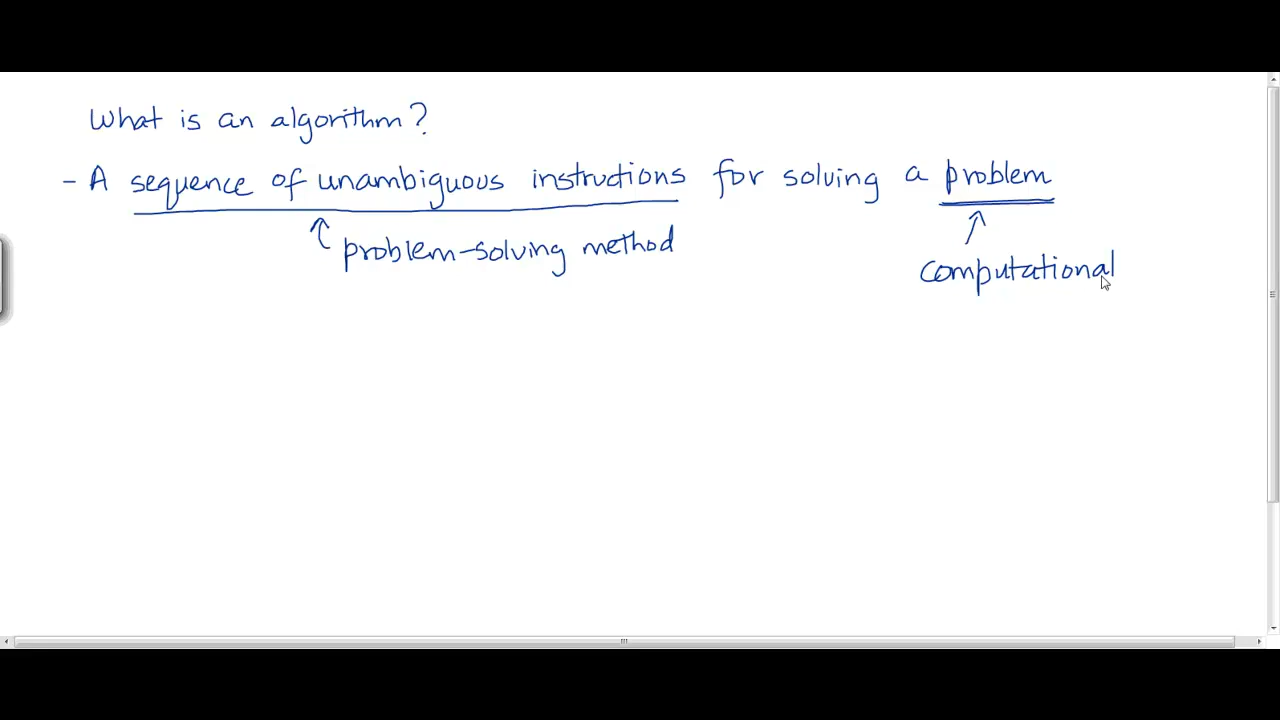 What is an algorithm?
- A sequence of unambiguous instructions for solving a problem
problem-solving method
computational